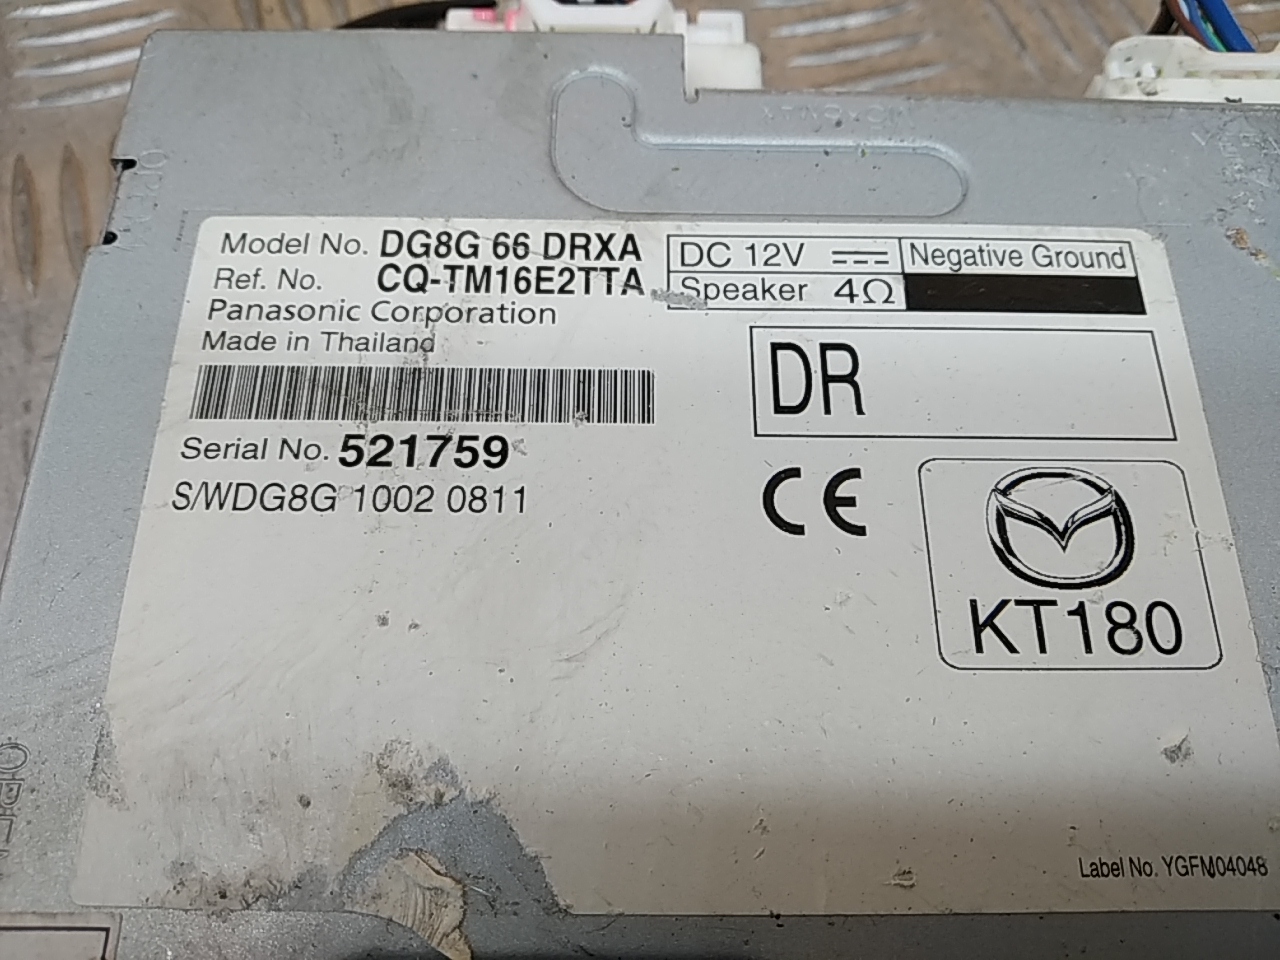 Model No. DG8G 66 DRXA
Ref. No. CQ-TM16E2TTA
Panasonic Corporation
Made in Thailand
DC 12V Negative Ground
Speaker 4Ω
DR
Serial No. 521759
S/WDG8G 1002 0811
CE
KT180
Label No. YGFM04048